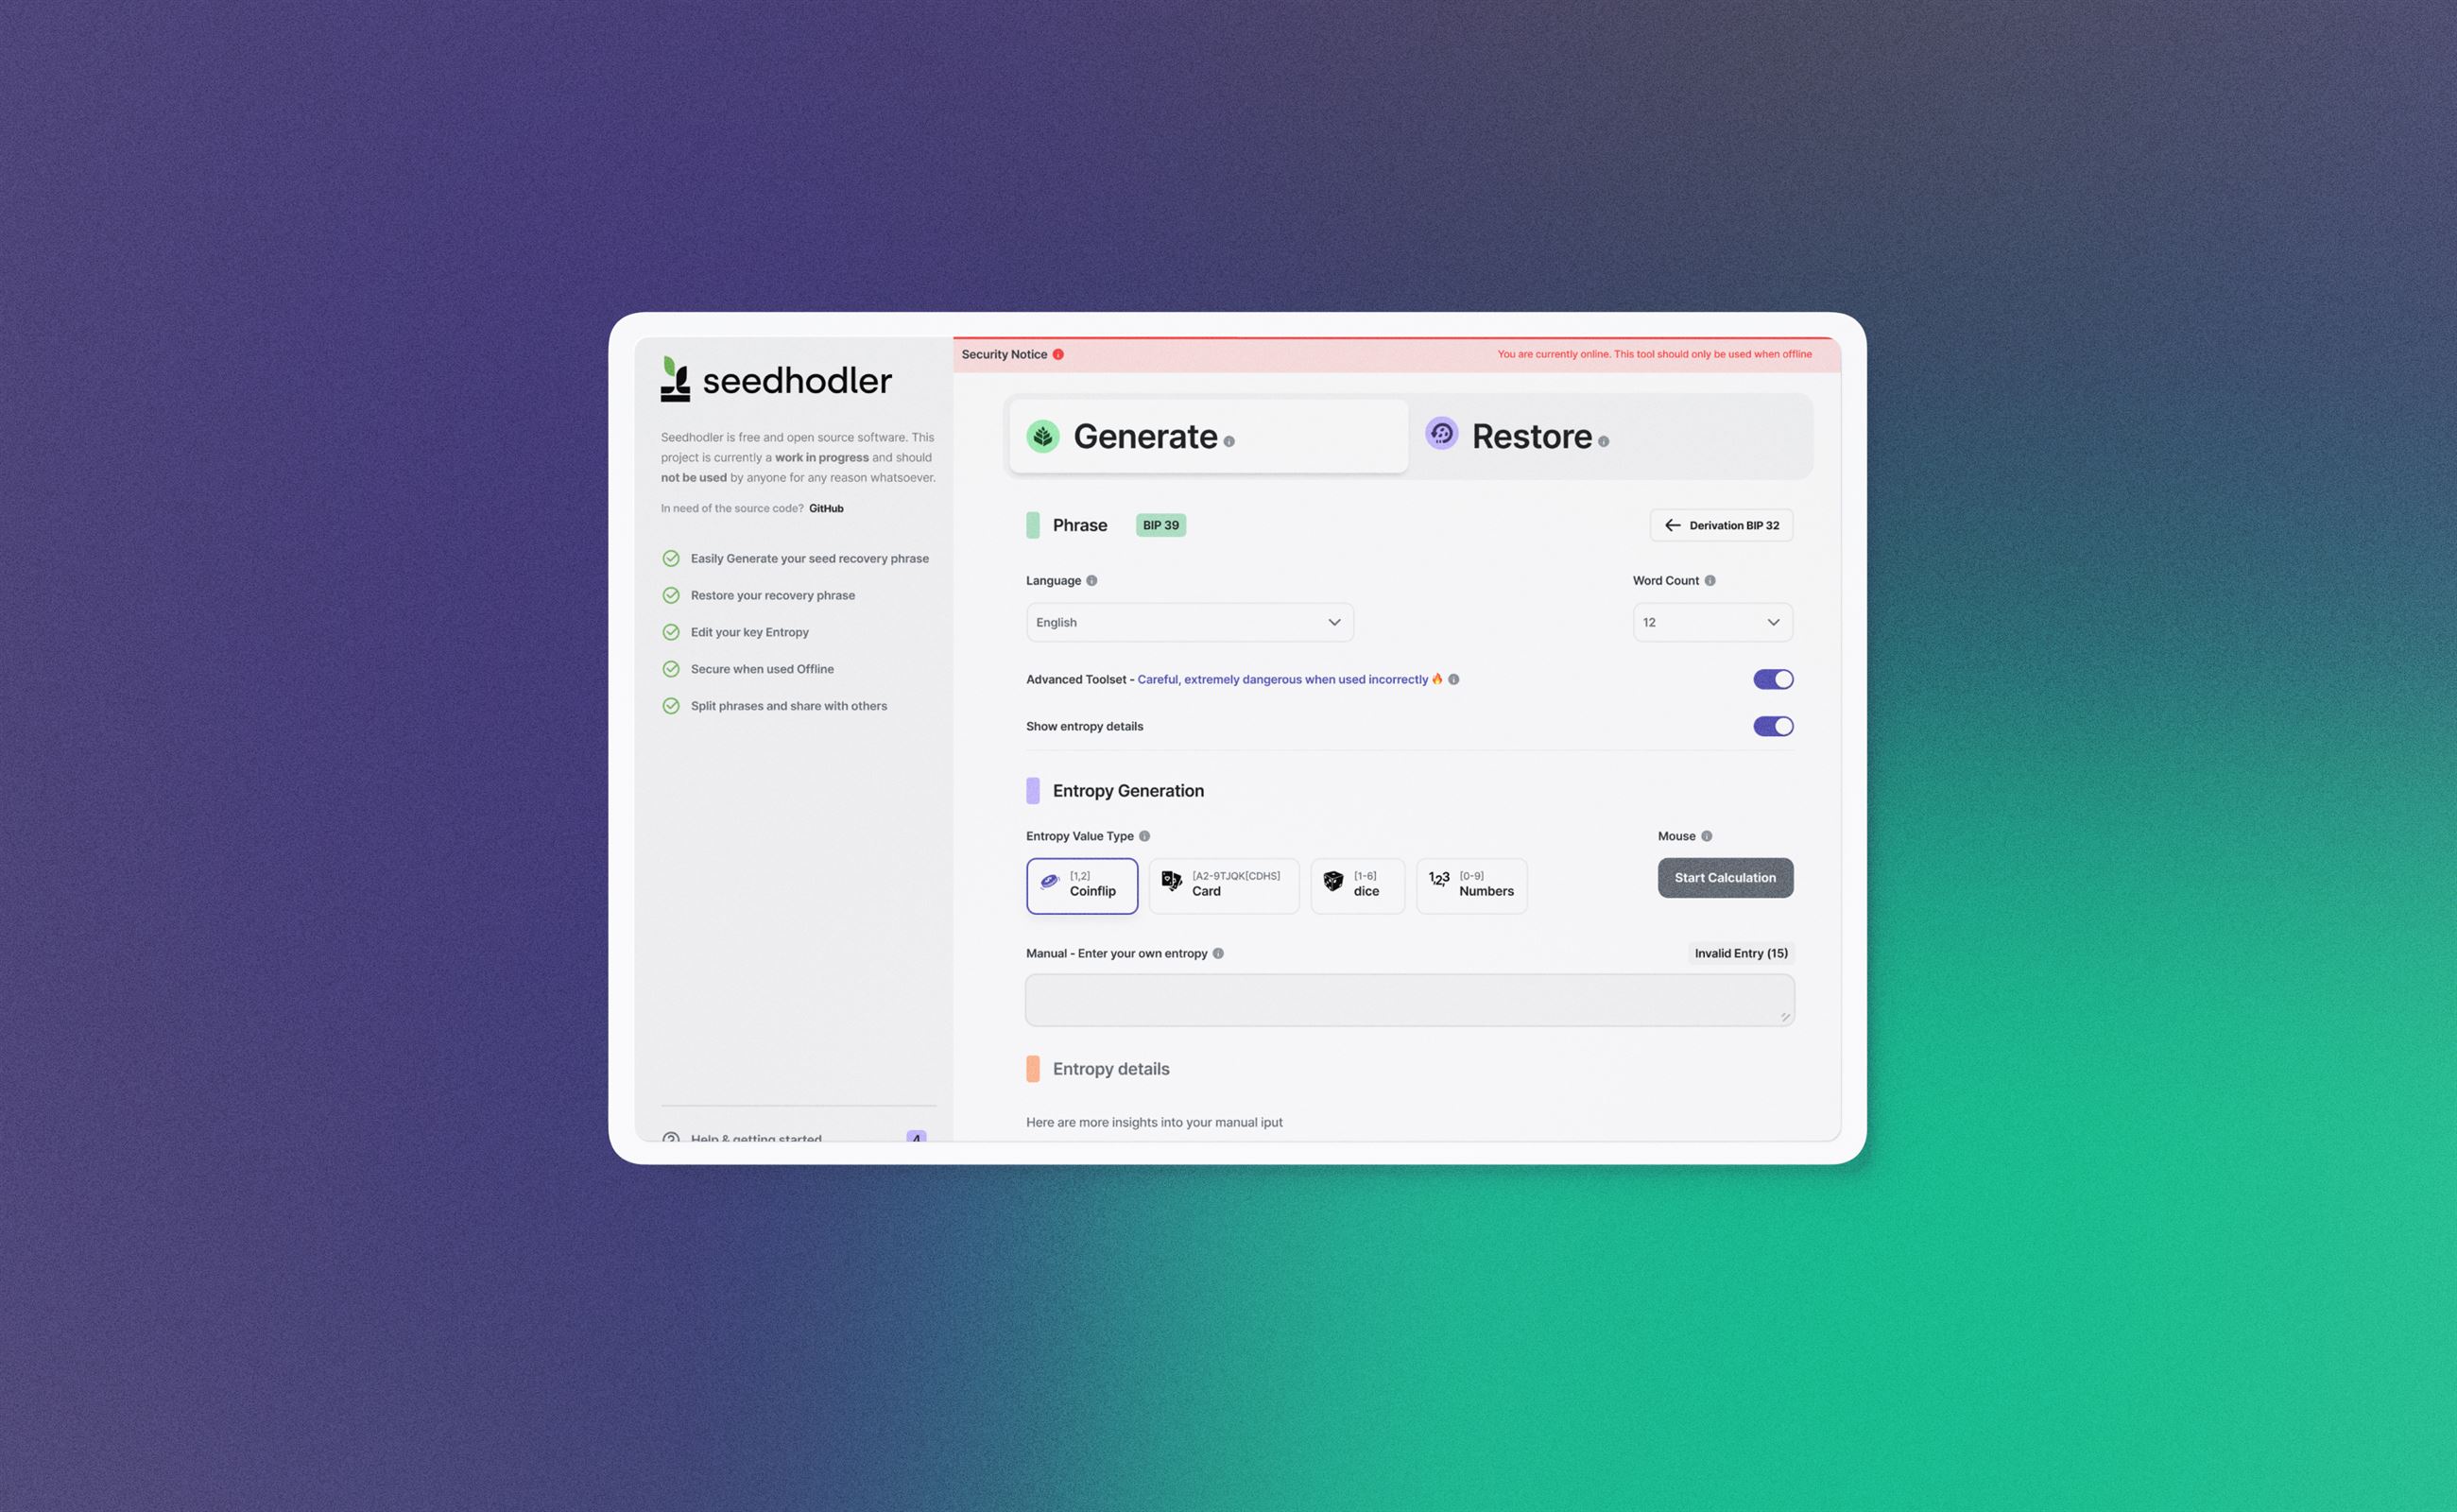 seedhodler
Seedhodler is free and open source software. This
project is currently a work in progress and should
not be used by anyone for any reason whatsoever.
In need of the source code? GitHub
Easily Generate your seed recovery phrase
Restore your recovery phrase
Edit your key Entropy
Secure when used Offline
Split phrases and share with others
Help & getting started 4
Security Notice You are currently online. This tool should only be used when offline
Generate Restore
Phrase BIP 39 Derivation BIP 32
Language Word Count
English 12
Advanced Toolset - Careful, extremely dangerous when used incorrectly 🔥
Show entropy details
Entropy Generation
Entropy Value Type Mouse
[1,2] [A2-9TJQK[CDHS] [1-6] [0-9]
Coinflip Card dice 1,23 Numbers
Start Calculation
Manual - Enter your own entropy Invalid Entry (15)
Entropy details
Here are more insights into your manual iput